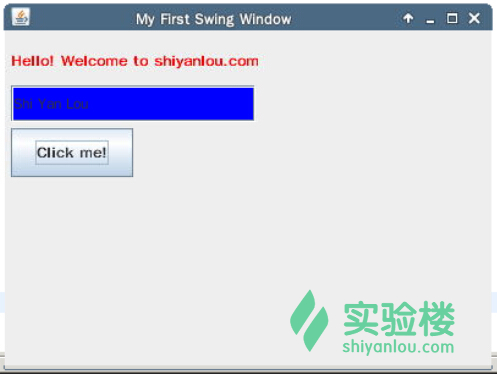 My First Swing Window
Hello! Welcome to shiyanlou.com
Shi Yan Lou
Click me!
实验楼
shiyanlou.com